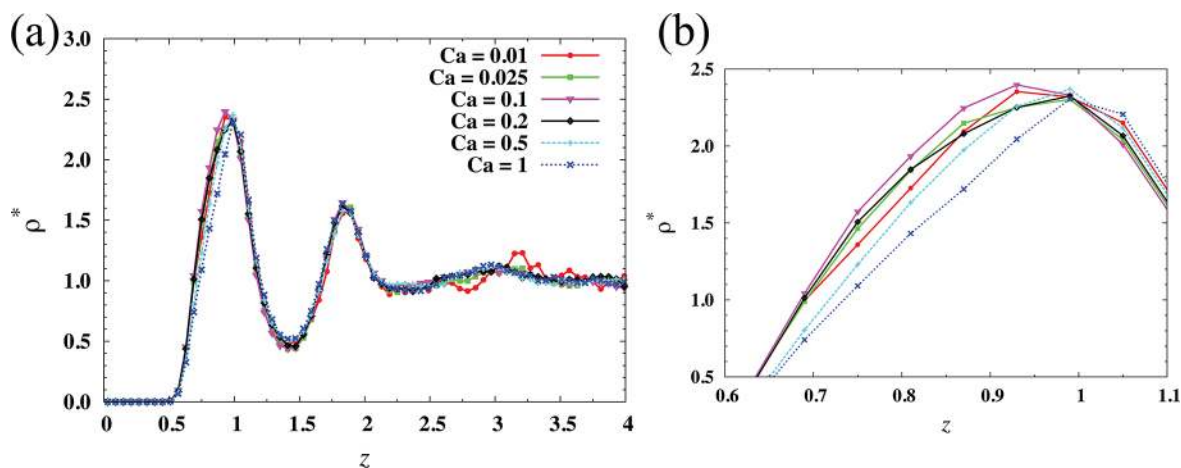 (a)
3.0
2.5
2.0
1.5
1.0
0.5
0.0
ρ*
0 0.5 1 1.5 2 2.5 3 3.5 4
z
Ca = 0.01
Ca = 0.025
Ca = 0.1
Ca = 0.2
Ca = 0.5
Ca = 1
(b)
2.5
2.0
1.5
1.0
0.5
ρ*
0.6 0.7 0.8 0.9 1 1.1
z